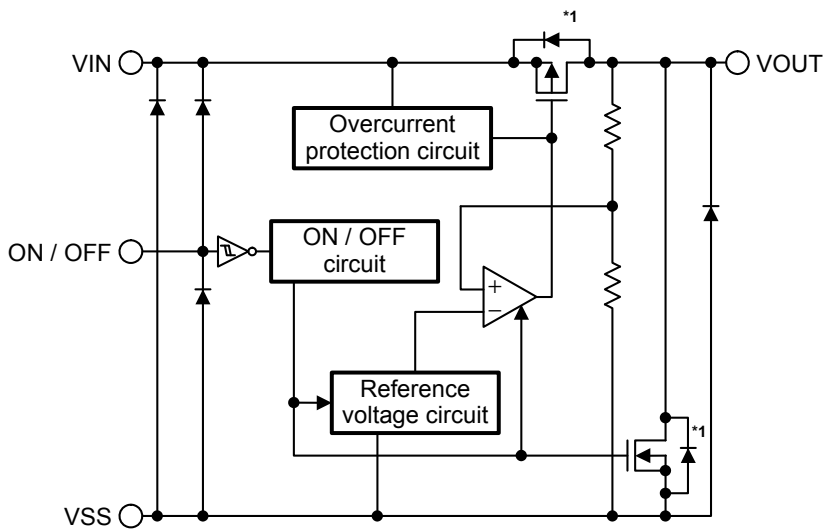 *1
VIN
VOUT
Overcurrent
protection circuit
ON / OFF
ON / OFF
circuit
+
−
Reference
voltage circuit
*1
VSS